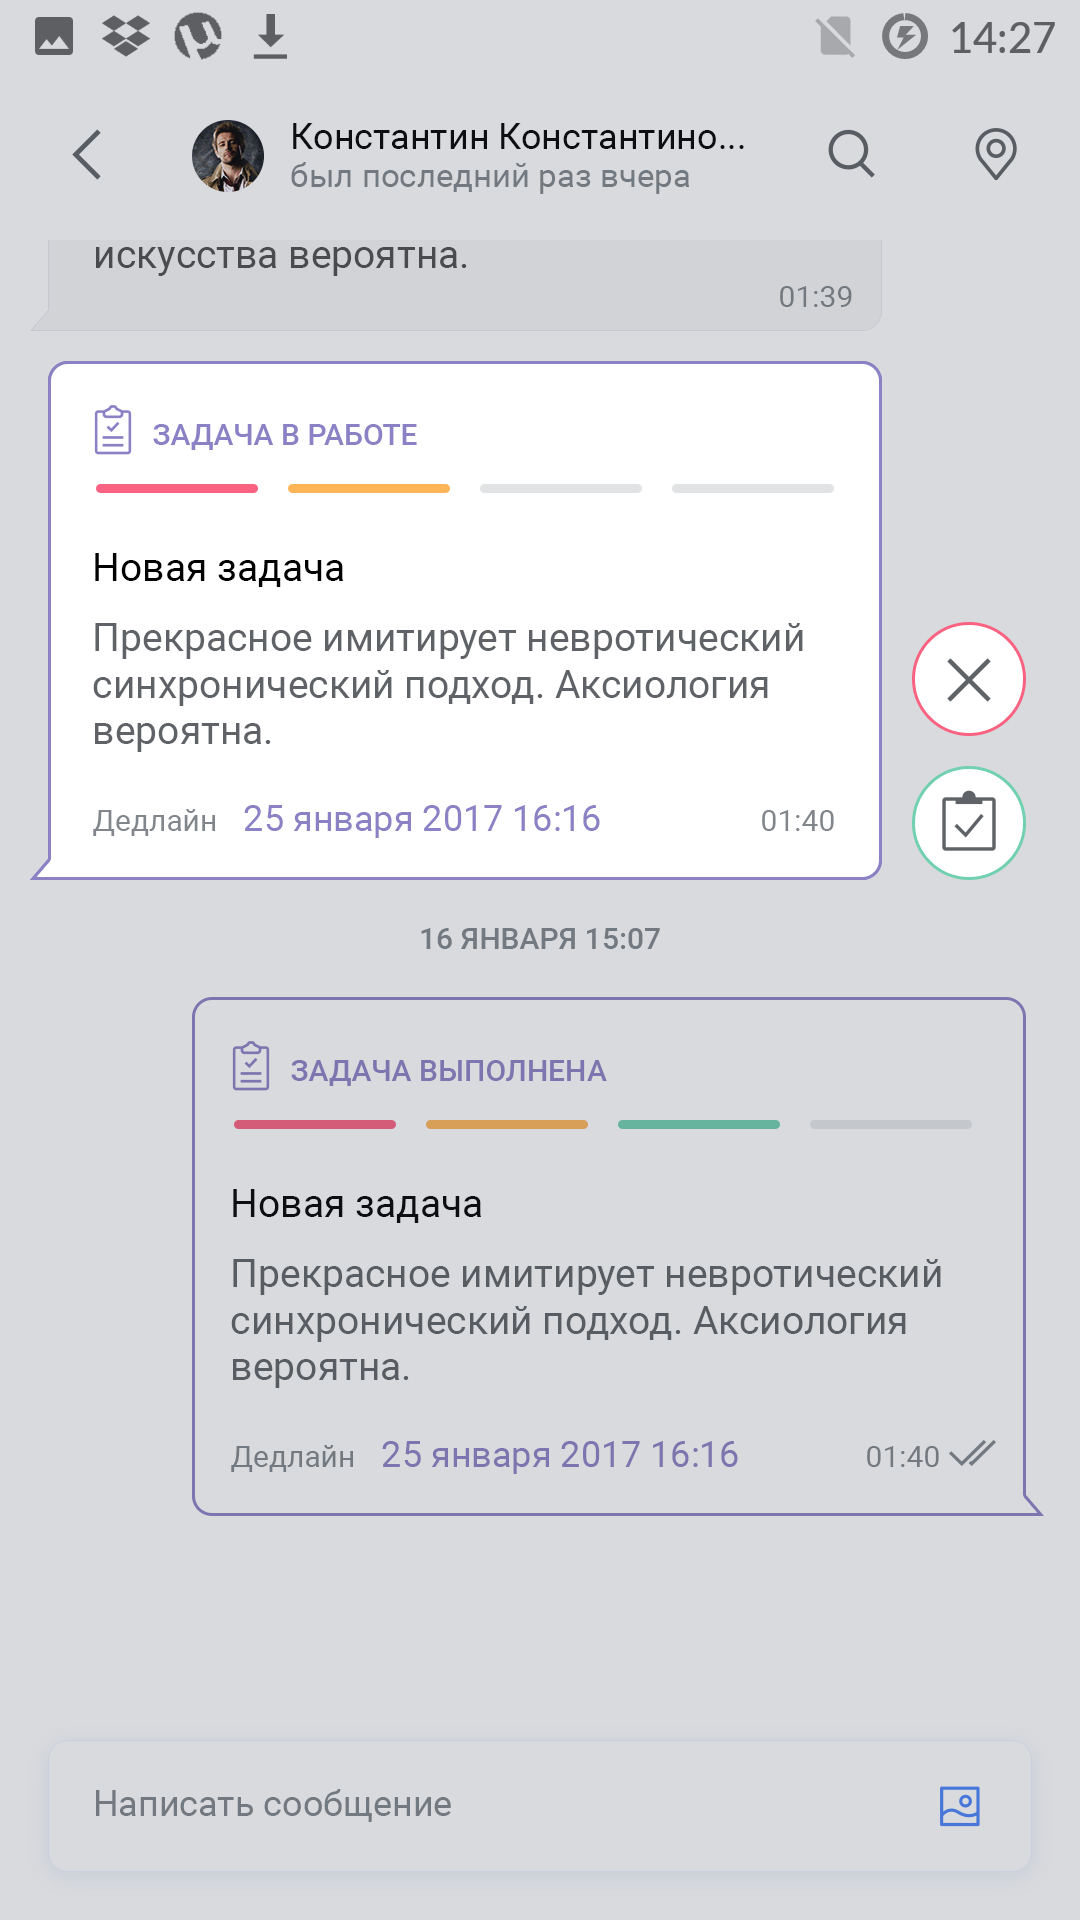 14:27
Константин Константино...
был последний раз вчера
искусства вероятна.
01:39
ЗАДАЧА В РАБОТЕ
Новая задача
Прекрасное имитирует невротический
синхронический подход. Аксиология
вероятна.
Дедлайн 25 января 2017 16:16 01:40
16 ЯНВАРЯ 15:07
ЗАДАЧА ВЫПОЛНЕНА
Новая задача
Прекрасное имитирует невротический
синхронический подход. Аксиология
вероятна.
Дедлайн 25 января 2017 16:16 01:40
Написать сообщение